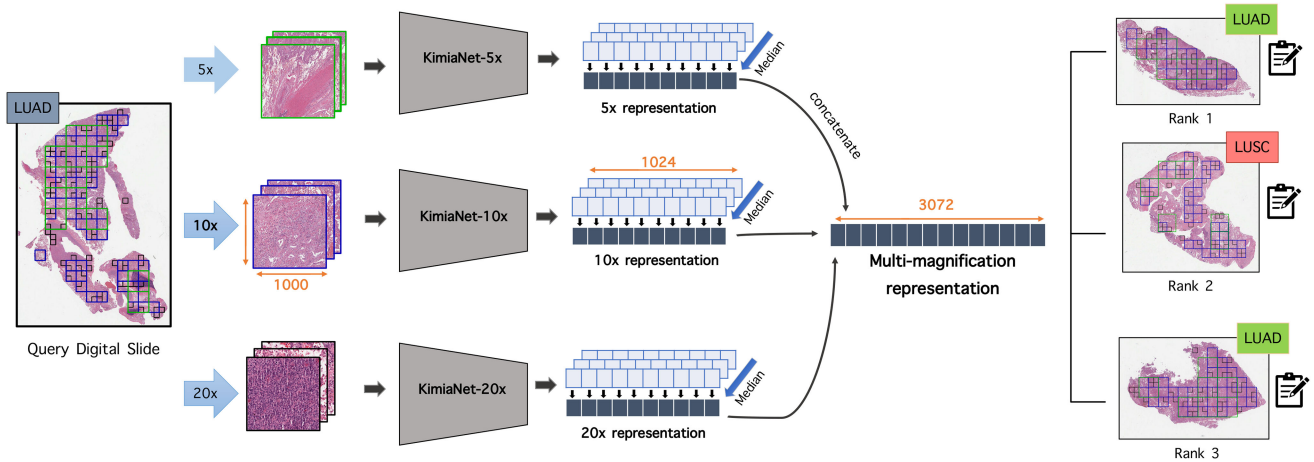 LUAD
Query Digital Slide
5x
KimiaNet-5x
Median
5x representation
10x
1000
KimiaNet-10x
1024
Median
10x representation
20x
KimiaNet-20x
Median
20x representation
concatenate
3072
Multi-magnification
representation
LUAD
Rank 1
LUSC
Rank 2
LUAD
Rank 3